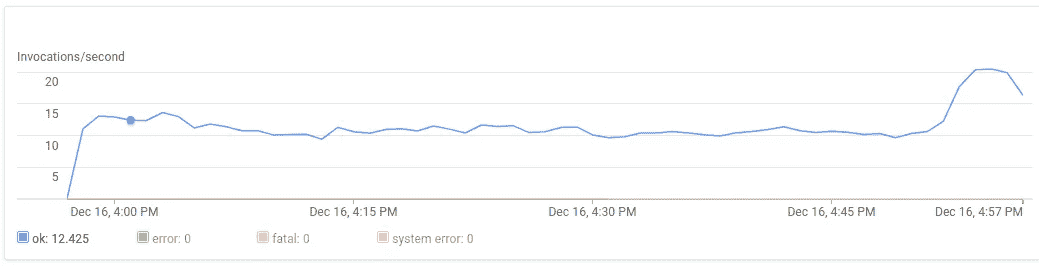 Invocations/second
20
15
10
5
Dec 16, 4:00 PM Dec 16, 4:15 PM Dec 16, 4:30 PM Dec 16, 4:45 PM Dec 16, 4:57 PM
ok: 12.425 error: 0 fatal: 0 system error: 0